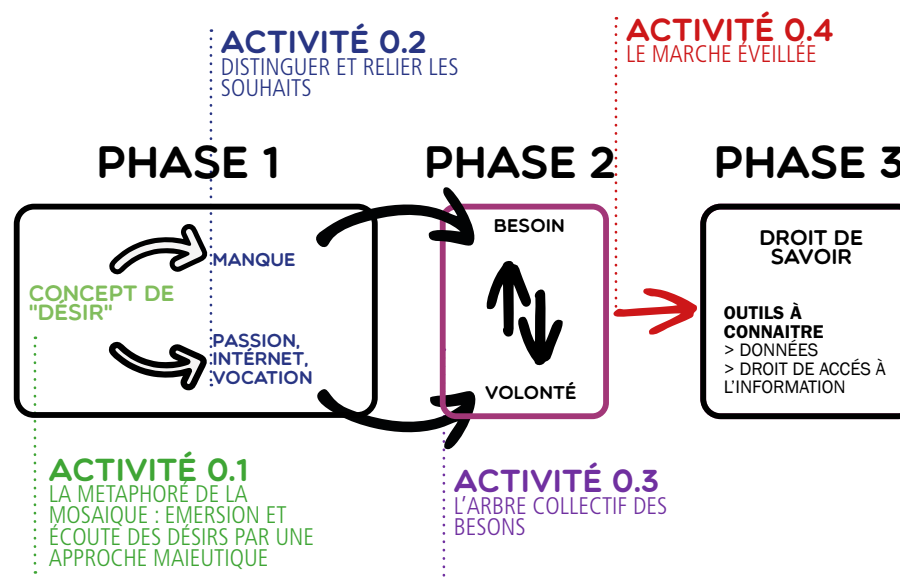 ACTIVITÉ 0.2
DISTINGUER ET RELIER LES
SOUHAITS
ACTIVITÉ 0.4
LE MARCHE ÉVEILLÉE
PHASE 1
PHASE 2
PHASE 3
CONCEPT DE
"DÉSIR"
MANQUE
PASSION,
INTÉRNET,
VOCATION
BESOIN
VOLONTÉ
DROIT DE
SAVOIR
OUTILS À
CONNAITRE
> DONNÉES
> DROIT DE ACCÉS À
L'INFORMATION
ACTIVITÉ 0.1
LA METAPHORE DE LA
MOSAIQUE : EMERSION ET
ÉCOUTE DES DÉSIRS PAR UNE
APPROCHE MAIEUTIQUE
ACTIVITÉ 0.3
L'ARBRE COLLECTIF DES
BESONS